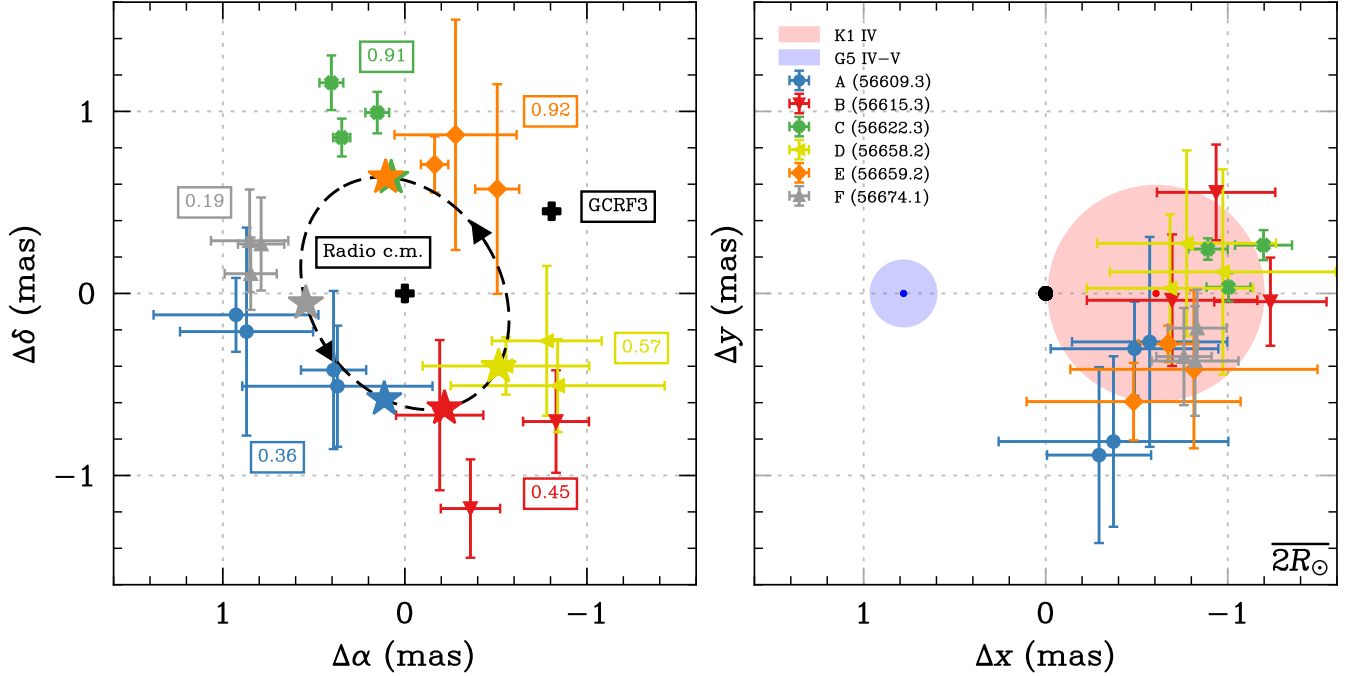 0.91
0.92
0.19
GCRF3
Radio c.m.
0.57
0.36
0.45
1
0
−1
1
0
−1
Δδ (mas)
Δα (mas)
K1 IV
G5 IV−V
A (56609.3)
B (56615.3)
C (56622.3)
D (56658.2)
E (56659.2)
F (56674.1)
2R☉
1
0
−1
Δy (mas)
Δx (mas)